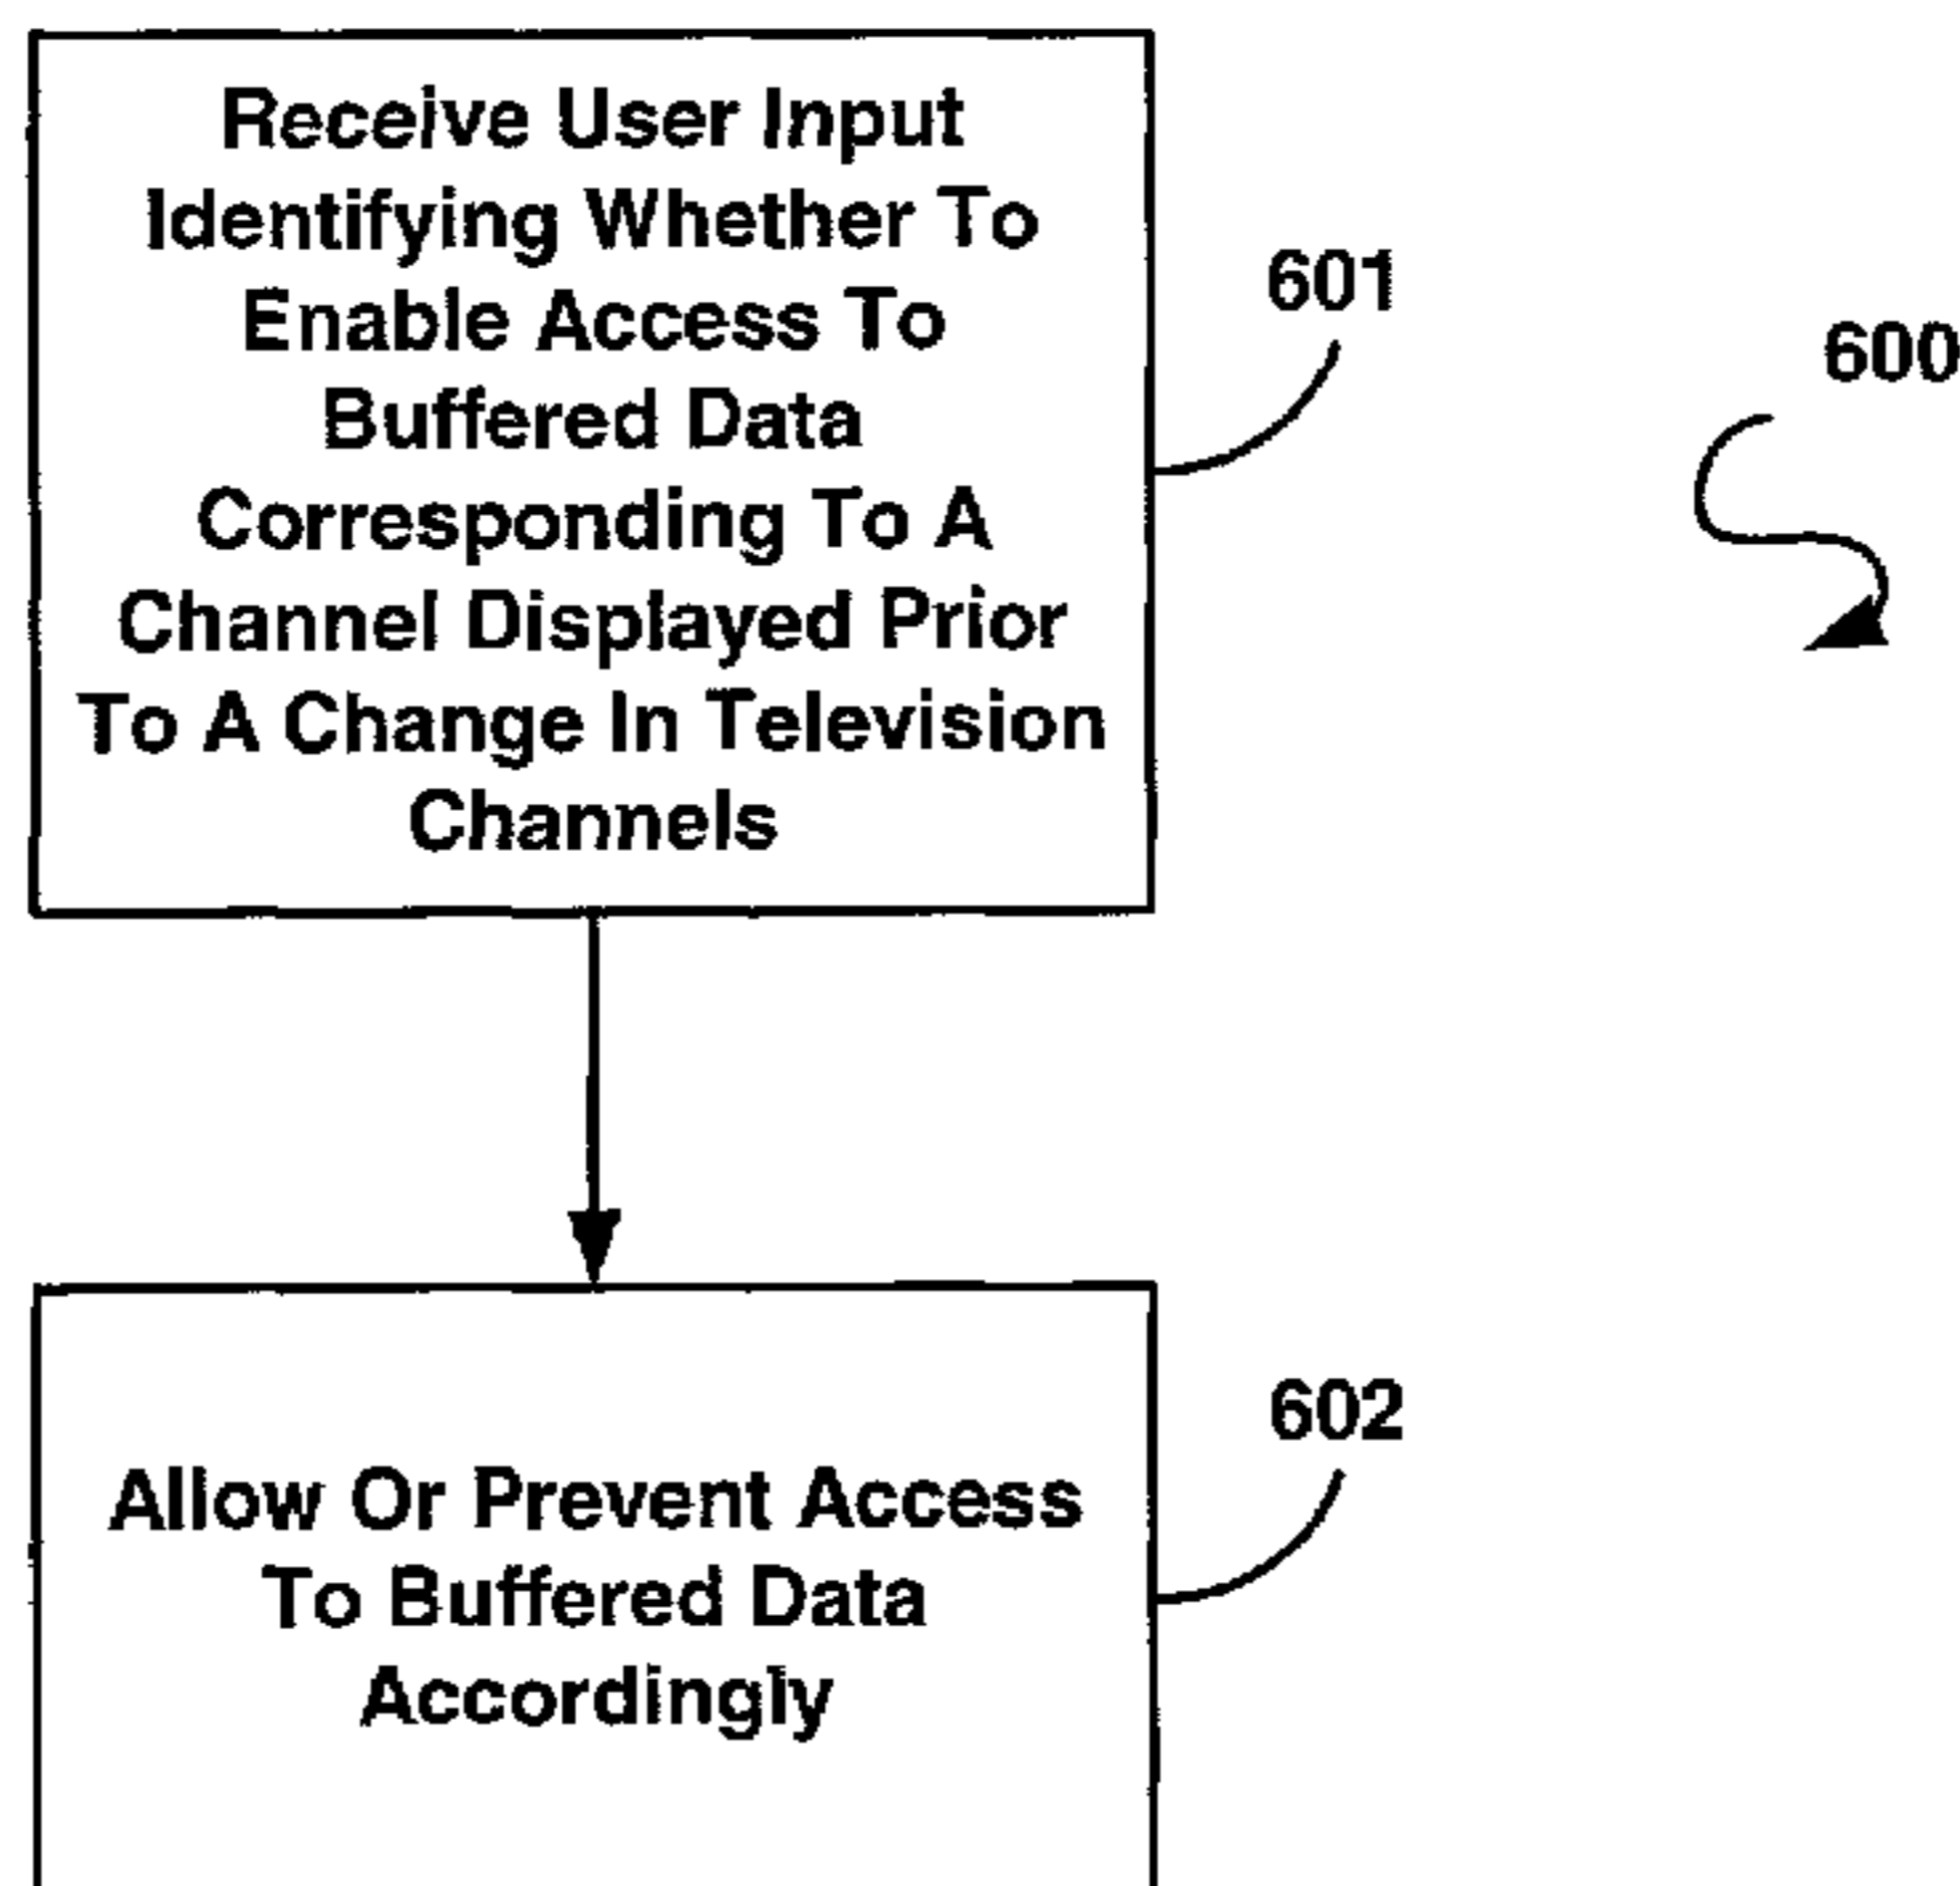 Receive User Input
Identifying Whether To
Enable Access To
Buffered Data
Corresponding To A
Channel Displayed Prior
To A Change In Television
Channels
601
600
Allow Or Prevent Access
To Buffered Data
Accordingly
602